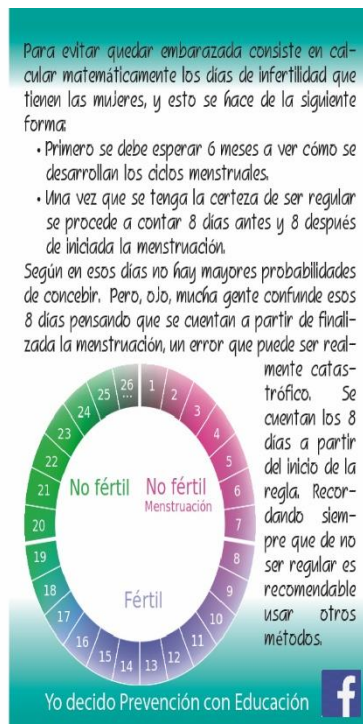 Para evitar quedar embarazada consiste en cal-
cular matemáticamente los días de infertilidad que
tienen las mujeres, y esto se hace de la siguiente
forma:
• Primero se debe esperar 6 meses a ver cómo se
desarrollan los ciclos menstruales.
• Una vez que se tenga la certeza de ser regular
se procede a contar 8 días antes y 8 después
de iniciada la menstruación.
Según en esos días no hay mayores probabilidades
de concebir. Pero, ojo, mucha gente confunde esos
8 días pensando que se cuentan a partir de finali-
zada la menstruación, un error que puede ser real-
mente catas-
trófico. Se
cuentan los 8
días a partir
del inicio de la
regla. Recor-
dando siem-
pre que de no
ser regular es
recomendable
usar otros
métodos.
1
2
3
4
5
6
7
8
9
10
11
12
13
14
15
16
17
18
19
20
21
22
23
24
25
26
...
No fértil
No fértil
Menstruación
Fértil
Yo decido Prevención con Educación
f